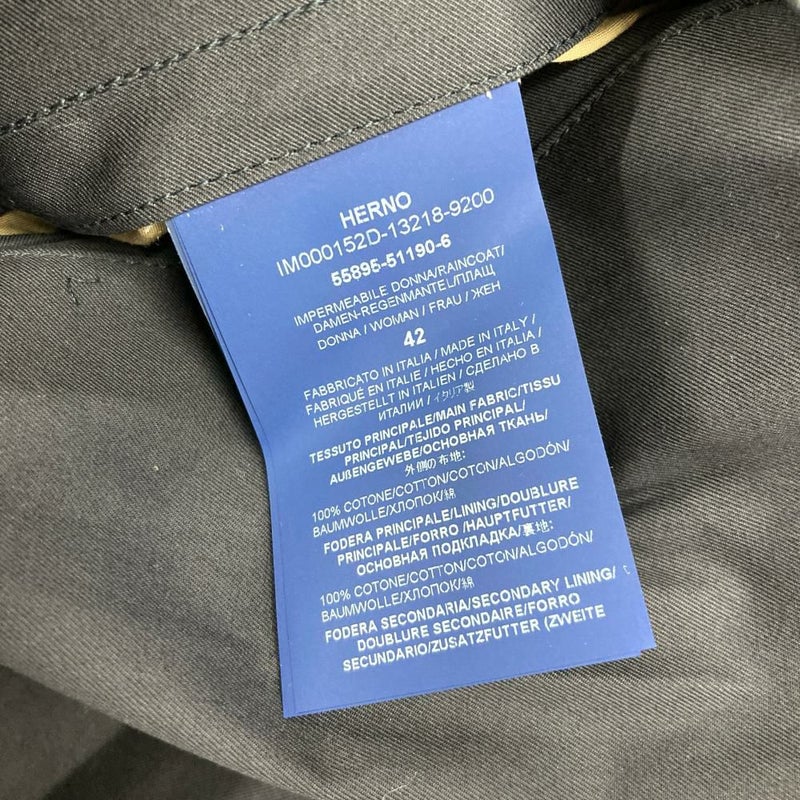 HERNO
IM000152D-13218-9200
55895-51190-6
IMPERMEABILE DONNA/RAINCOAT/
DAMEN-REGENMANTEL/ПЛАЩ
DONNA / WOMAN / FRAU / ЖЕН
42
FABBRICATO IN ITALIA / MADE IN ITALY /
FABRIQUÉ EN ITALIE / HECHO EN ITALIA /
HERGESTELLT IN ITALIEN / СДЕЛАНО В
ИТАЛИИ / イタリア製
TESSUTO PRINCIPALE/MAIN FABRIC/TISSU
PRINCIPAL/TEJIDO PRINCIPAL/
AUßENGEWEBE/ОСНОВНАЯ ТКАНЬ/
外側の布地:
100% COTONE/COTTON/COTON/ALGODÓN/
BAUMWOLLE/ХЛОПОК/綿
FODERA PRINCIPALE/LINING/DOUBLURE
PRINCIPALE/FORRO /HAUPTFUTTER/
ОСНОВНАЯ ПОДКЛАДКА/裏地:
100% COTONE/COTTON/COTON/ALGODÓN/
BAUMWOLLE/ХЛОПОК/綿
FODERA SECONDARIA/SECONDARY LINING/
DOUBLURE SECONDAIRE/FORRO
SECUNDARIO/ZUSATZFUTTER (ZWEITE